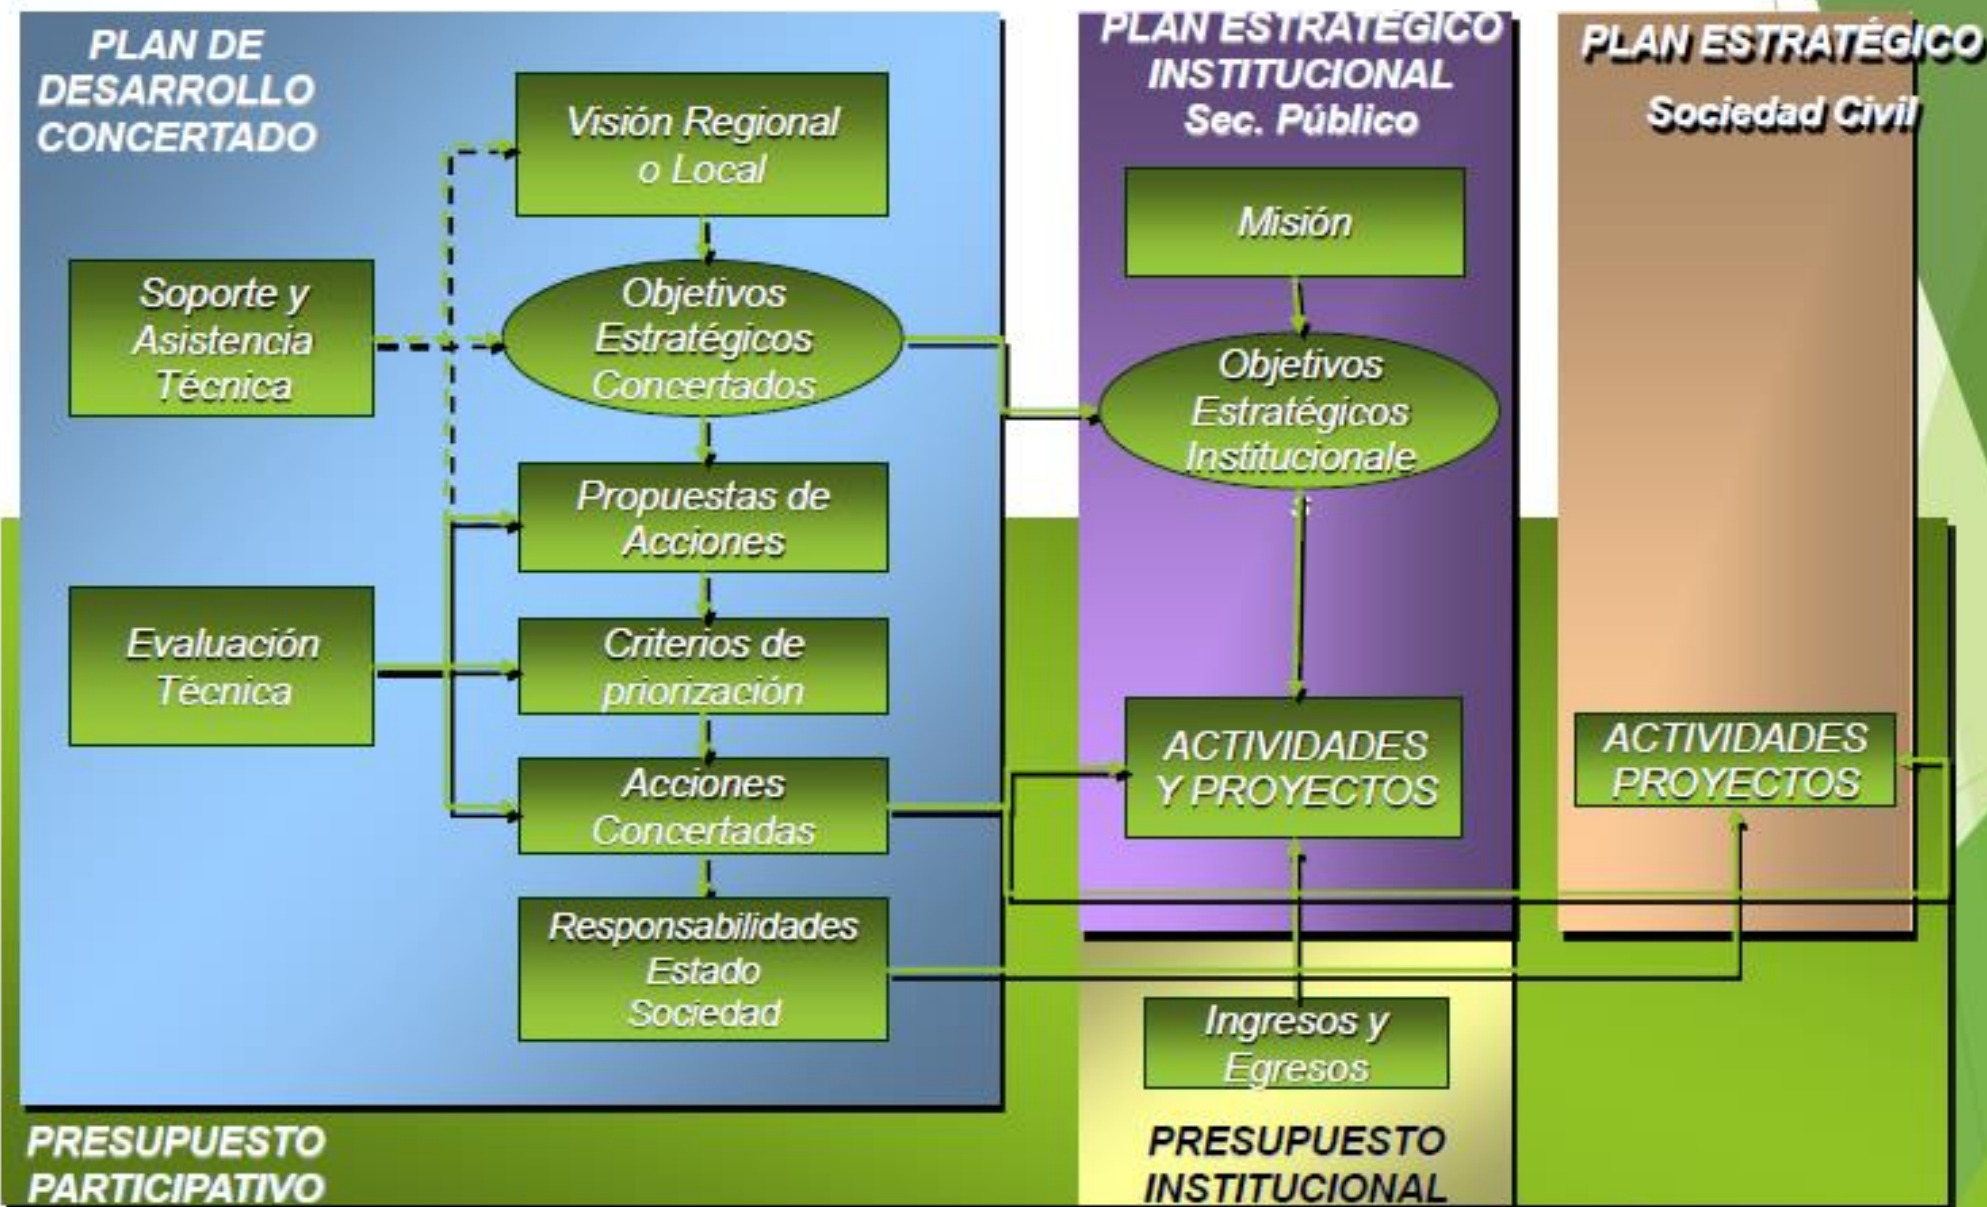 PLAN DE
DESARROLLO
CONCERTADO
Visión Regional
o Local
Soporte y
Asistencia
Técnica
Objetivos
Estratégicos
Concertados
Propuestas de
Acciones
Evaluación
Técnica
Criterios de
priorización
Acciones
Concertadas
Responsabilidades
Estado
Sociedad
PRESUPUESTO
PARTICIPATIVO
PLAN ESTRATÉGICO
INSTITUCIONAL
Sec. Público
Misión
Objetivos
Estratégicos
Institucionale
s
ACTIVIDADES
Y PROYECTOS
Ingresos y
Egresos
PRESUPUESTO
INSTITUCIONAL
PLAN ESTRATÉGICO
Sociedad Civil
ACTIVIDADES
PROYECTOS